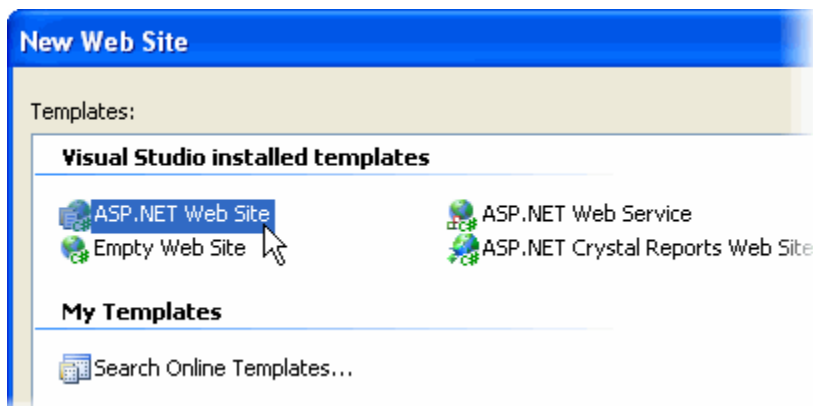 New Web Site
Templates:
Visual Studio installed templates
ASP.NET Web Site
ASP.NET Web Service
Empty Web Site
ASP.NET Crystal Reports Web Site
My Templates
Search Online Templates...